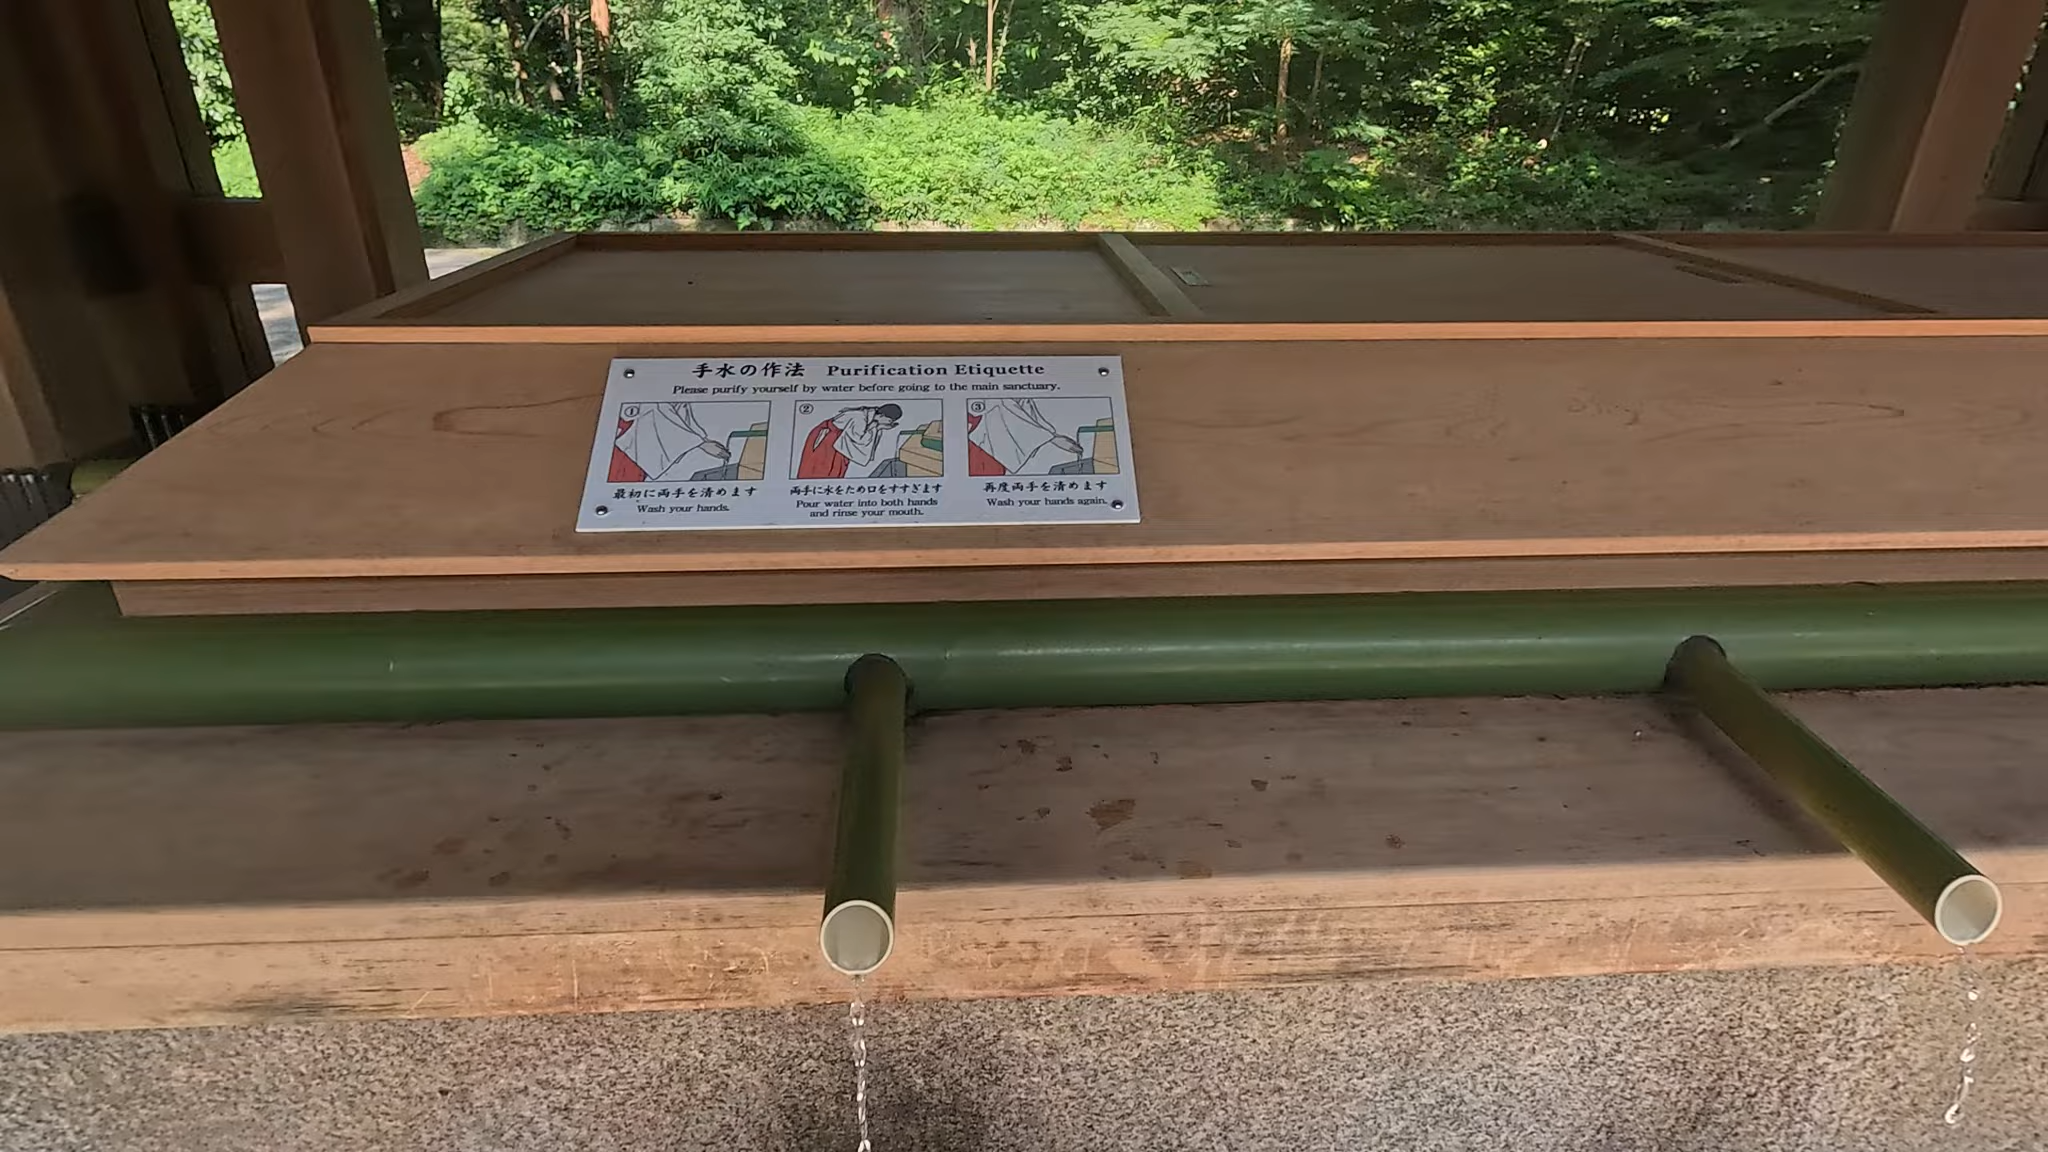 手水の作法 Purification Etiquette
Please purify yourself by water before going to the main sanctuary.
①
最初に両手を清めます
Wash your hands.
②
両手に水をため口をすすぎます
Pour water into both hands
and rinse your mouth.
③
再度両手を清めます
Wash your hands again.